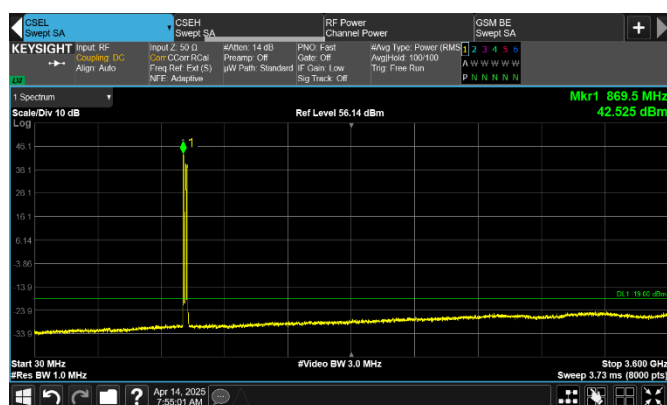 CSEL
Swept SA
CSEH
Swept SA
RF Power
Channel Power
GSM BE
Swept SA
+
KEYSIGHT
Input: RF
Coupling: DC
Align: Auto
Input Z: 50 Ω
Corr CCorr RCal
Freq Ref: Ext (S)
NFE: Adaptive
#Atten: 14 dB
Preamp: Off
µW Path: Standard
PNO: Fast
Gate: Off
IF Gain: Low
Sig Track: Off
#Avg Type: Power (RMS
Avg|Hold: 100/100
Trig: Free Run
1 2 3 4 5 6
A W W W W W
P N N N N N
1 Spectrum
Scale/Div 10 dB
Ref Level 56.14 dBm
Mkr1 869.5 MHz
42.525 dBm
Log
1
46.1
36.1
26.1
16.1
6.14
-3.86
-13.9
-23.9
-33.9
DL1 -19.00 dBm
Start 30 MHz
#Res BW 1.0 MHz
#Video BW 3.0 MHz
Stop 3.600 GHz
Sweep 3.73 ms (8000 pts)
?
Apr 14, 2025
7:55:01 AM